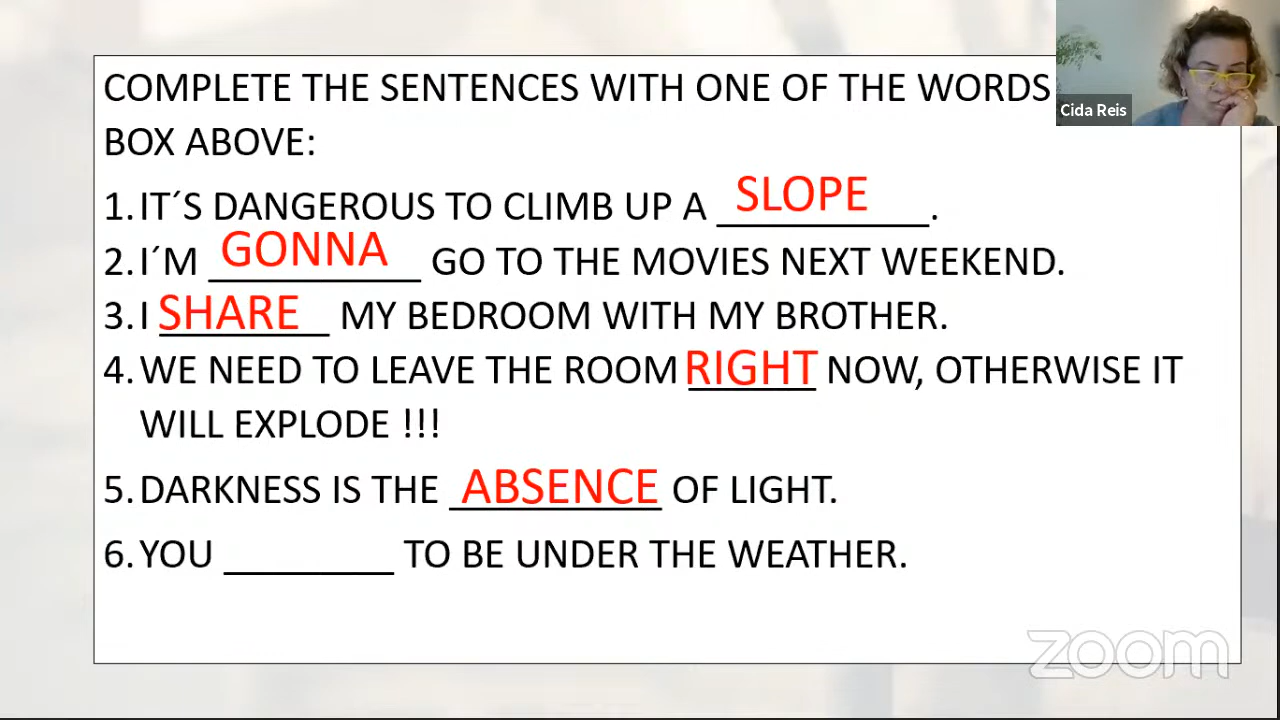 COMPLETE THE SENTENCES WITH ONE OF THE WORDS
BOX ABOVE:
1. IT´S DANGEROUS TO CLIMB UP A SLOPE.
2. I´M GONNA GO TO THE MOVIES NEXT WEEKEND.
3. I SHARE MY BEDROOM WITH MY BROTHER.
4. WE NEED TO LEAVE THE ROOM RIGHT NOW, OTHERWISE IT
WILL EXPLODE !!!
5. DARKNESS IS THE ABSENCE OF LIGHT.
6. YOU ________ TO BE UNDER THE WEATHER.
Cida Reis
zoom